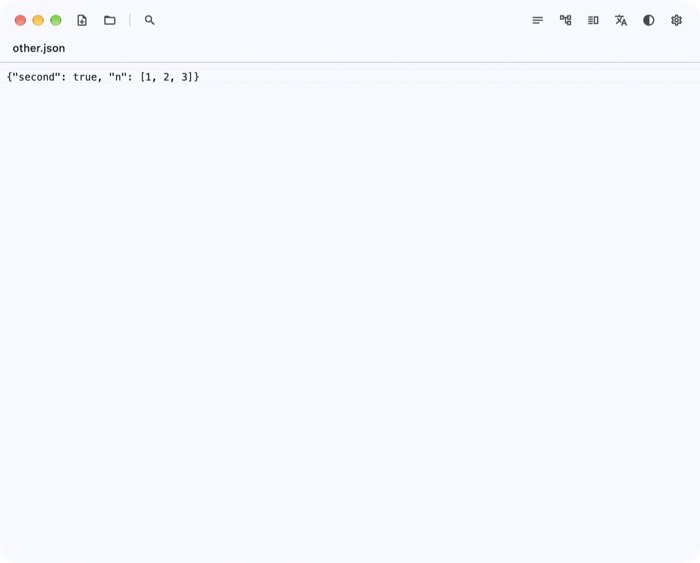 other.json
{"second": true, "n": [1, 2, 3]}